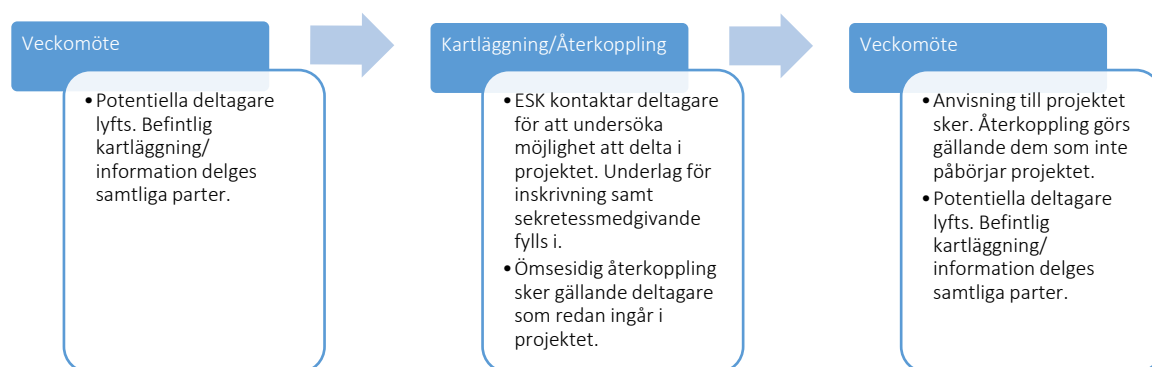 Veckomöte
• Potentiella deltagare
lyfts. Befintlig
kartläggning/
information delges
samtliga parter.
Kartläggning/Återkoppling
• ESK kontaktar deltagare
för att undersöka
möjlighet att delta i
projektet. Underlag för
inskrivning samt
sekretessmedgivande
fylls i.
• Ömsesidig återkoppling
sker gällande deltagare
som redan ingår i
projektet.
Veckomöte
• Anvisning till projektet
sker. Återkoppling görs
gällande dem som inte
påbörjar projektet.
• Potentiella deltagare
lyfts. Befintlig
kartläggning/
information delges
samtliga parter.